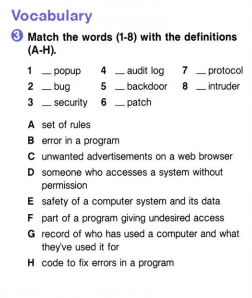 Vocabulary
3 Match the words (1-8) with the definitions
(A-H).
1 __ popup 4 __ audit log 7 __ protocol
2 __ bug 5 __ backdoor 8 __ intruder
3 __ security 6 __ patch
A set of rules
B error in a program
C unwanted advertisements on a web browser
D someone who accesses a system without
permission
E safety of a computer system and its data
F part of a program giving undesired access
G record of who has used a computer and what
they've used it for
H code to fix errors in a program